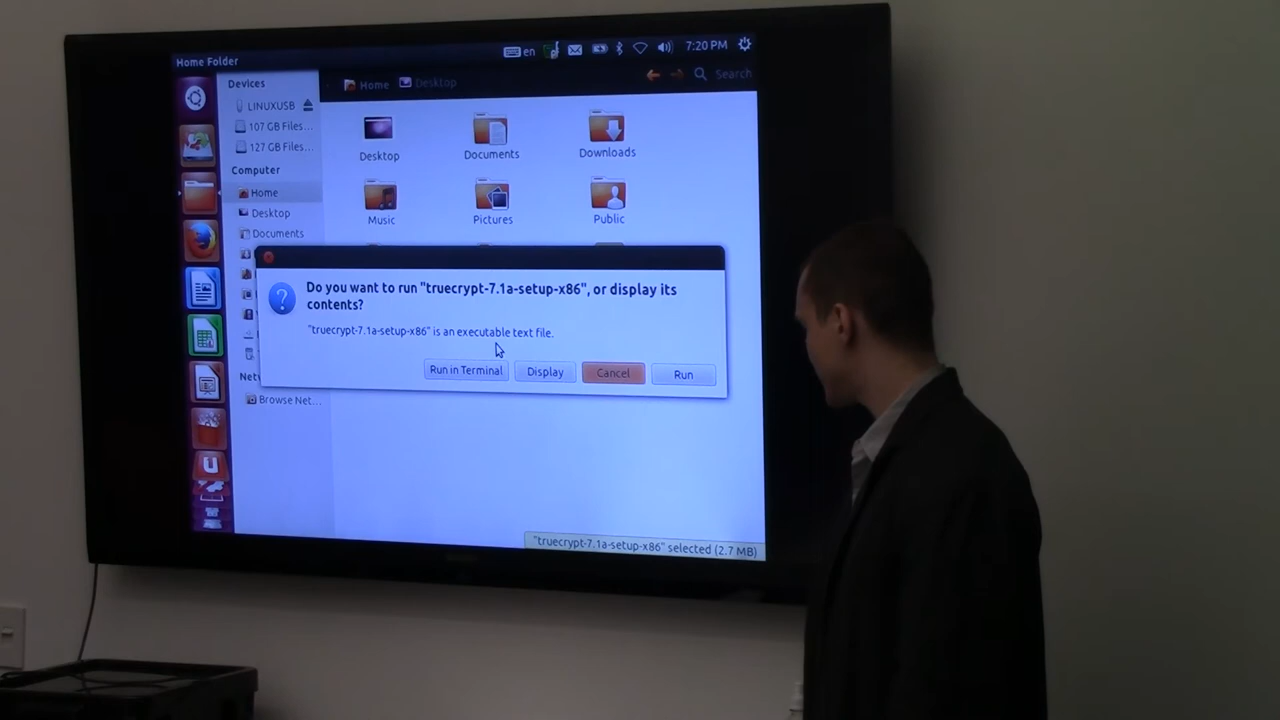 Home Folder
en
7:20 PM
Devices
LINUXUSB
107 GB Files...
127 GB Files...
Computer
Home
Desktop
Documents
Browse Net...
Home
Desktop
Search
Desktop
Documents
Downloads
Music
Pictures
Public
Do you want to run "truecrypt-7.1a-setup-x86", or display its
contents?
"truecrypt-7.1a-setup-x86" is an executable text file.
Run in Terminal
Display
Cancel
Run
"truecrypt-7.1a-setup-x86" selected (2.7 MB)